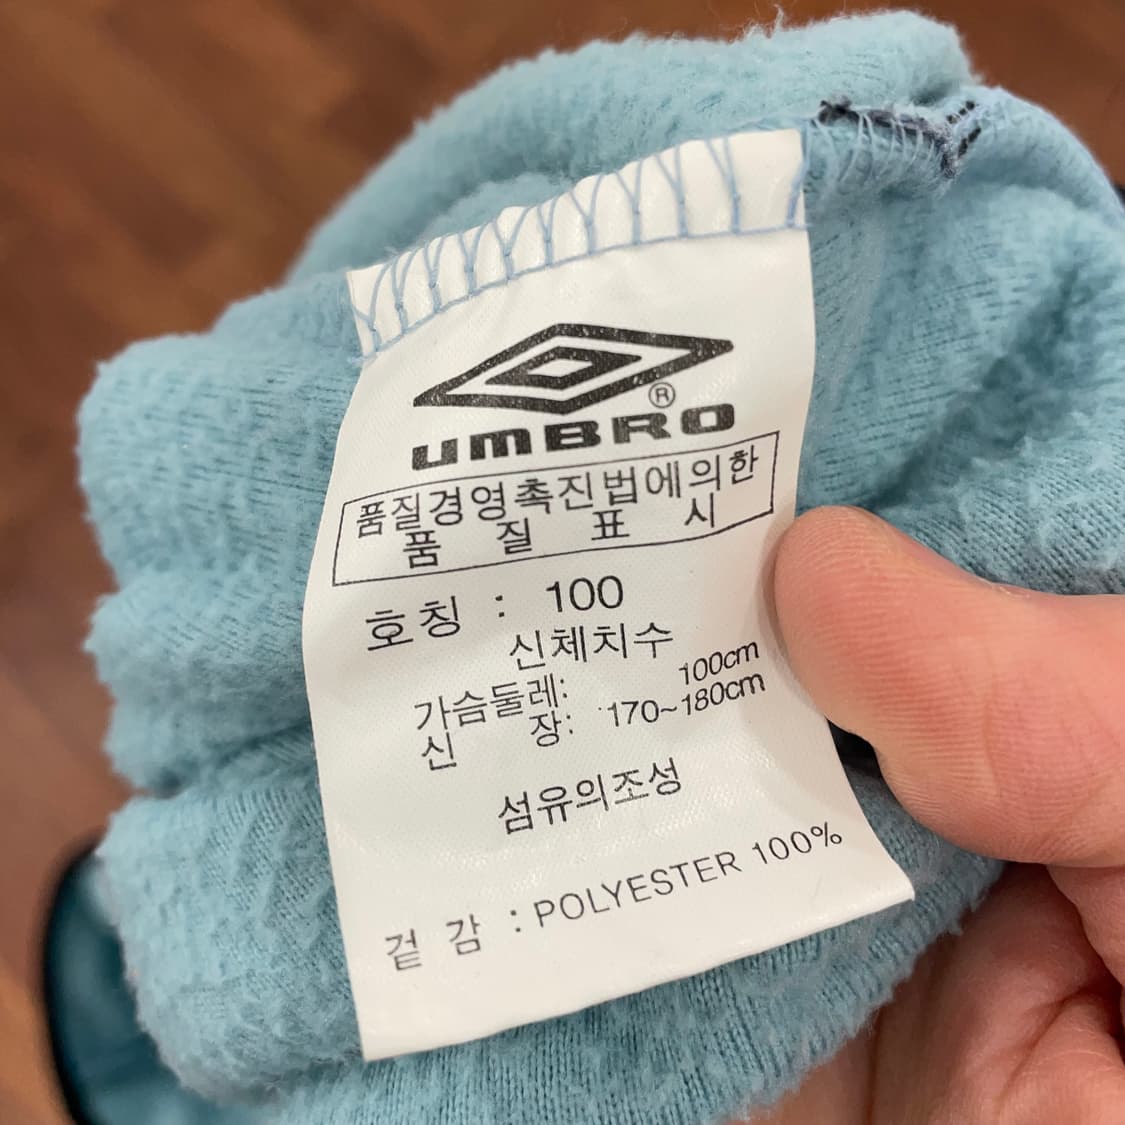 ®
UMBRO
품질경영촉진법에의한
품 질 표 시
호칭 : 100
신체치수
가슴둘레: 100cm
신 장: 170~180cm
섬유의조성
겉 감 : POLYESTER 100%